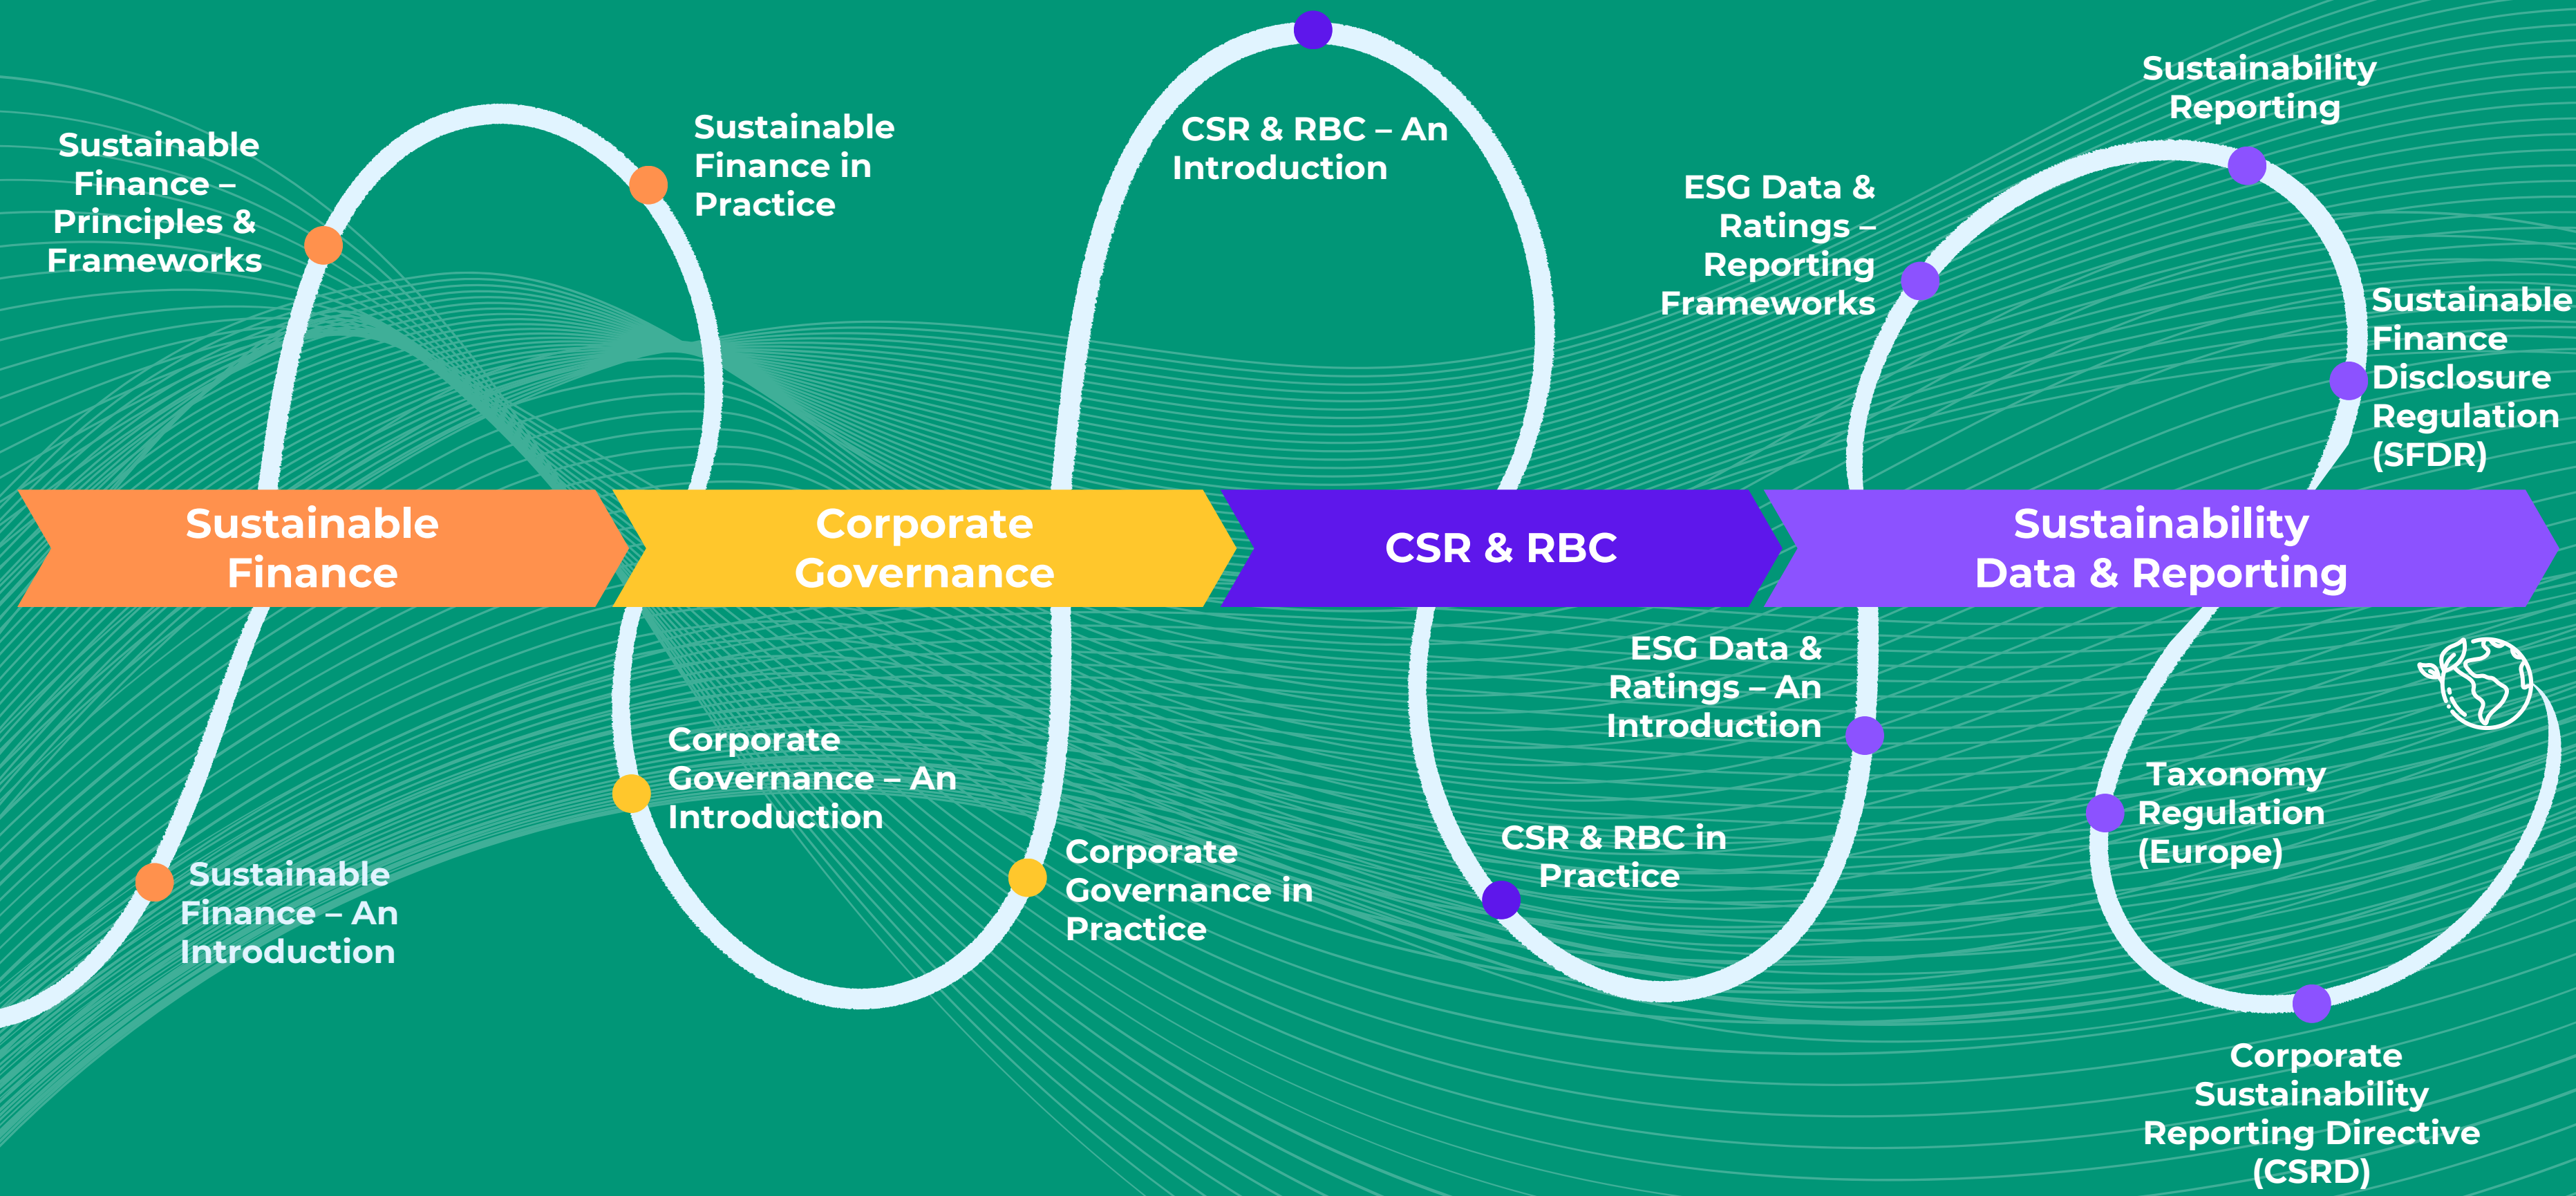 Sustainable
Finance –
Principles &
Frameworks
Sustainable
Finance in
Practice
CSR & RBC – An
Introduction
ESG Data &
Ratings –
Reporting
Frameworks
Sustainability
Reporting
Sustainable
Finance
Disclosure
Regulation
(SFDR)
Sustainable
Finance
Corporate
Governance
CSR & RBC
Sustainability
Data & Reporting
Sustainable
Finance – An
Introduction
Corporate
Governance – An
Introduction
Corporate
Governance in
Practice
CSR & RBC in
Practice
ESG Data &
Ratings – An
Introduction
Taxonomy
Regulation
(Europe)
Corporate
Sustainability
Reporting Directive
(CSRD)